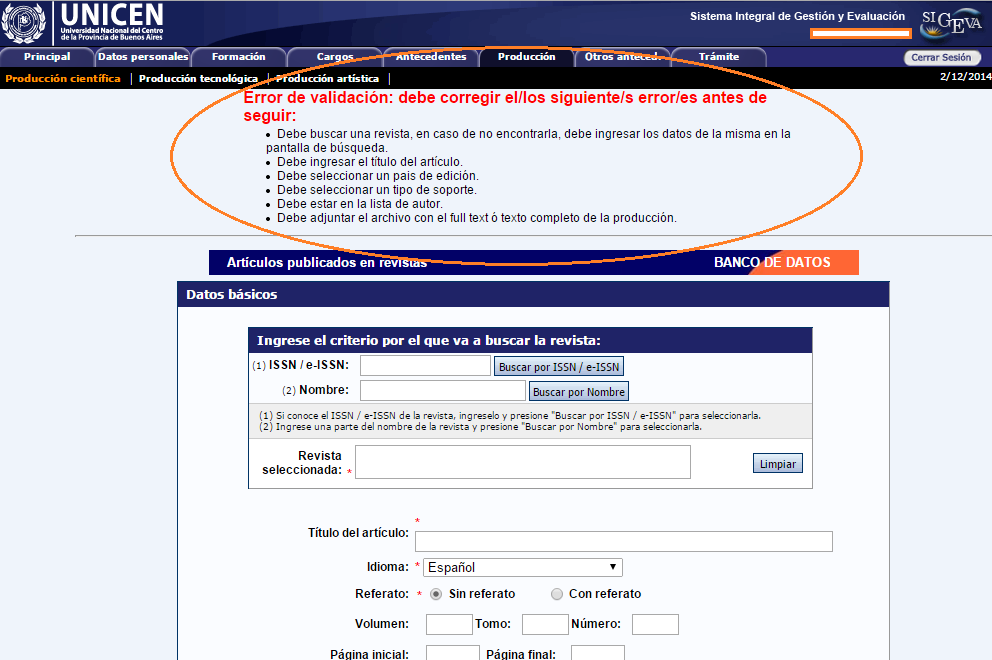 UNICEN
Universidad Nacional del Centro
de la Provincia de Buenos Aires
Sistema Integral de Gestión y Evaluación
SIGEVA
Principal Datos personales Formación Cargos Antecedentes Producción Otros anteced. Trámite Cerrar Sesión
Producción científica | Producción tecnológica | Producción artística | 2/12/2014
Error de validación: debe corregir el/los siguiente/s error/es antes de
seguir:
• Debe buscar una revista, en caso de no encontrarla, debe ingresar los datos de la misma en la
pantalla de búsqueda.
• Debe ingresar el título del artículo.
• Debe seleccionar un pais de edición.
• Debe seleccionar un tipo de soporte.
• Debe estar en la lista de autor.
• Debe adjuntar el archivo con el full text ó texto completo de la producción.
Artículos publicados en revistas BANCO DE DATOS
Datos básicos
Ingrese el criterio por el que va a buscar la revista:
(1) ISSN / e-ISSN: Buscar por ISSN / e-ISSN
(2) Nombre: Buscar por Nombre
(1) Si conoce el ISSN / e-ISSN de la revista, ingreselo y presione "Buscar por ISSN / e-ISSN" para seleccionarla.
(2) Ingrese una parte del nombre de la revista y presione "Buscar por Nombre" para seleccionarla.
Revista
seleccionada: * Limpiar
*
Título del artículo:
Idioma: * Español
Referato: * Sin referato Con referato
Volumen: Tomo: Número:
Página inicial: Página final: